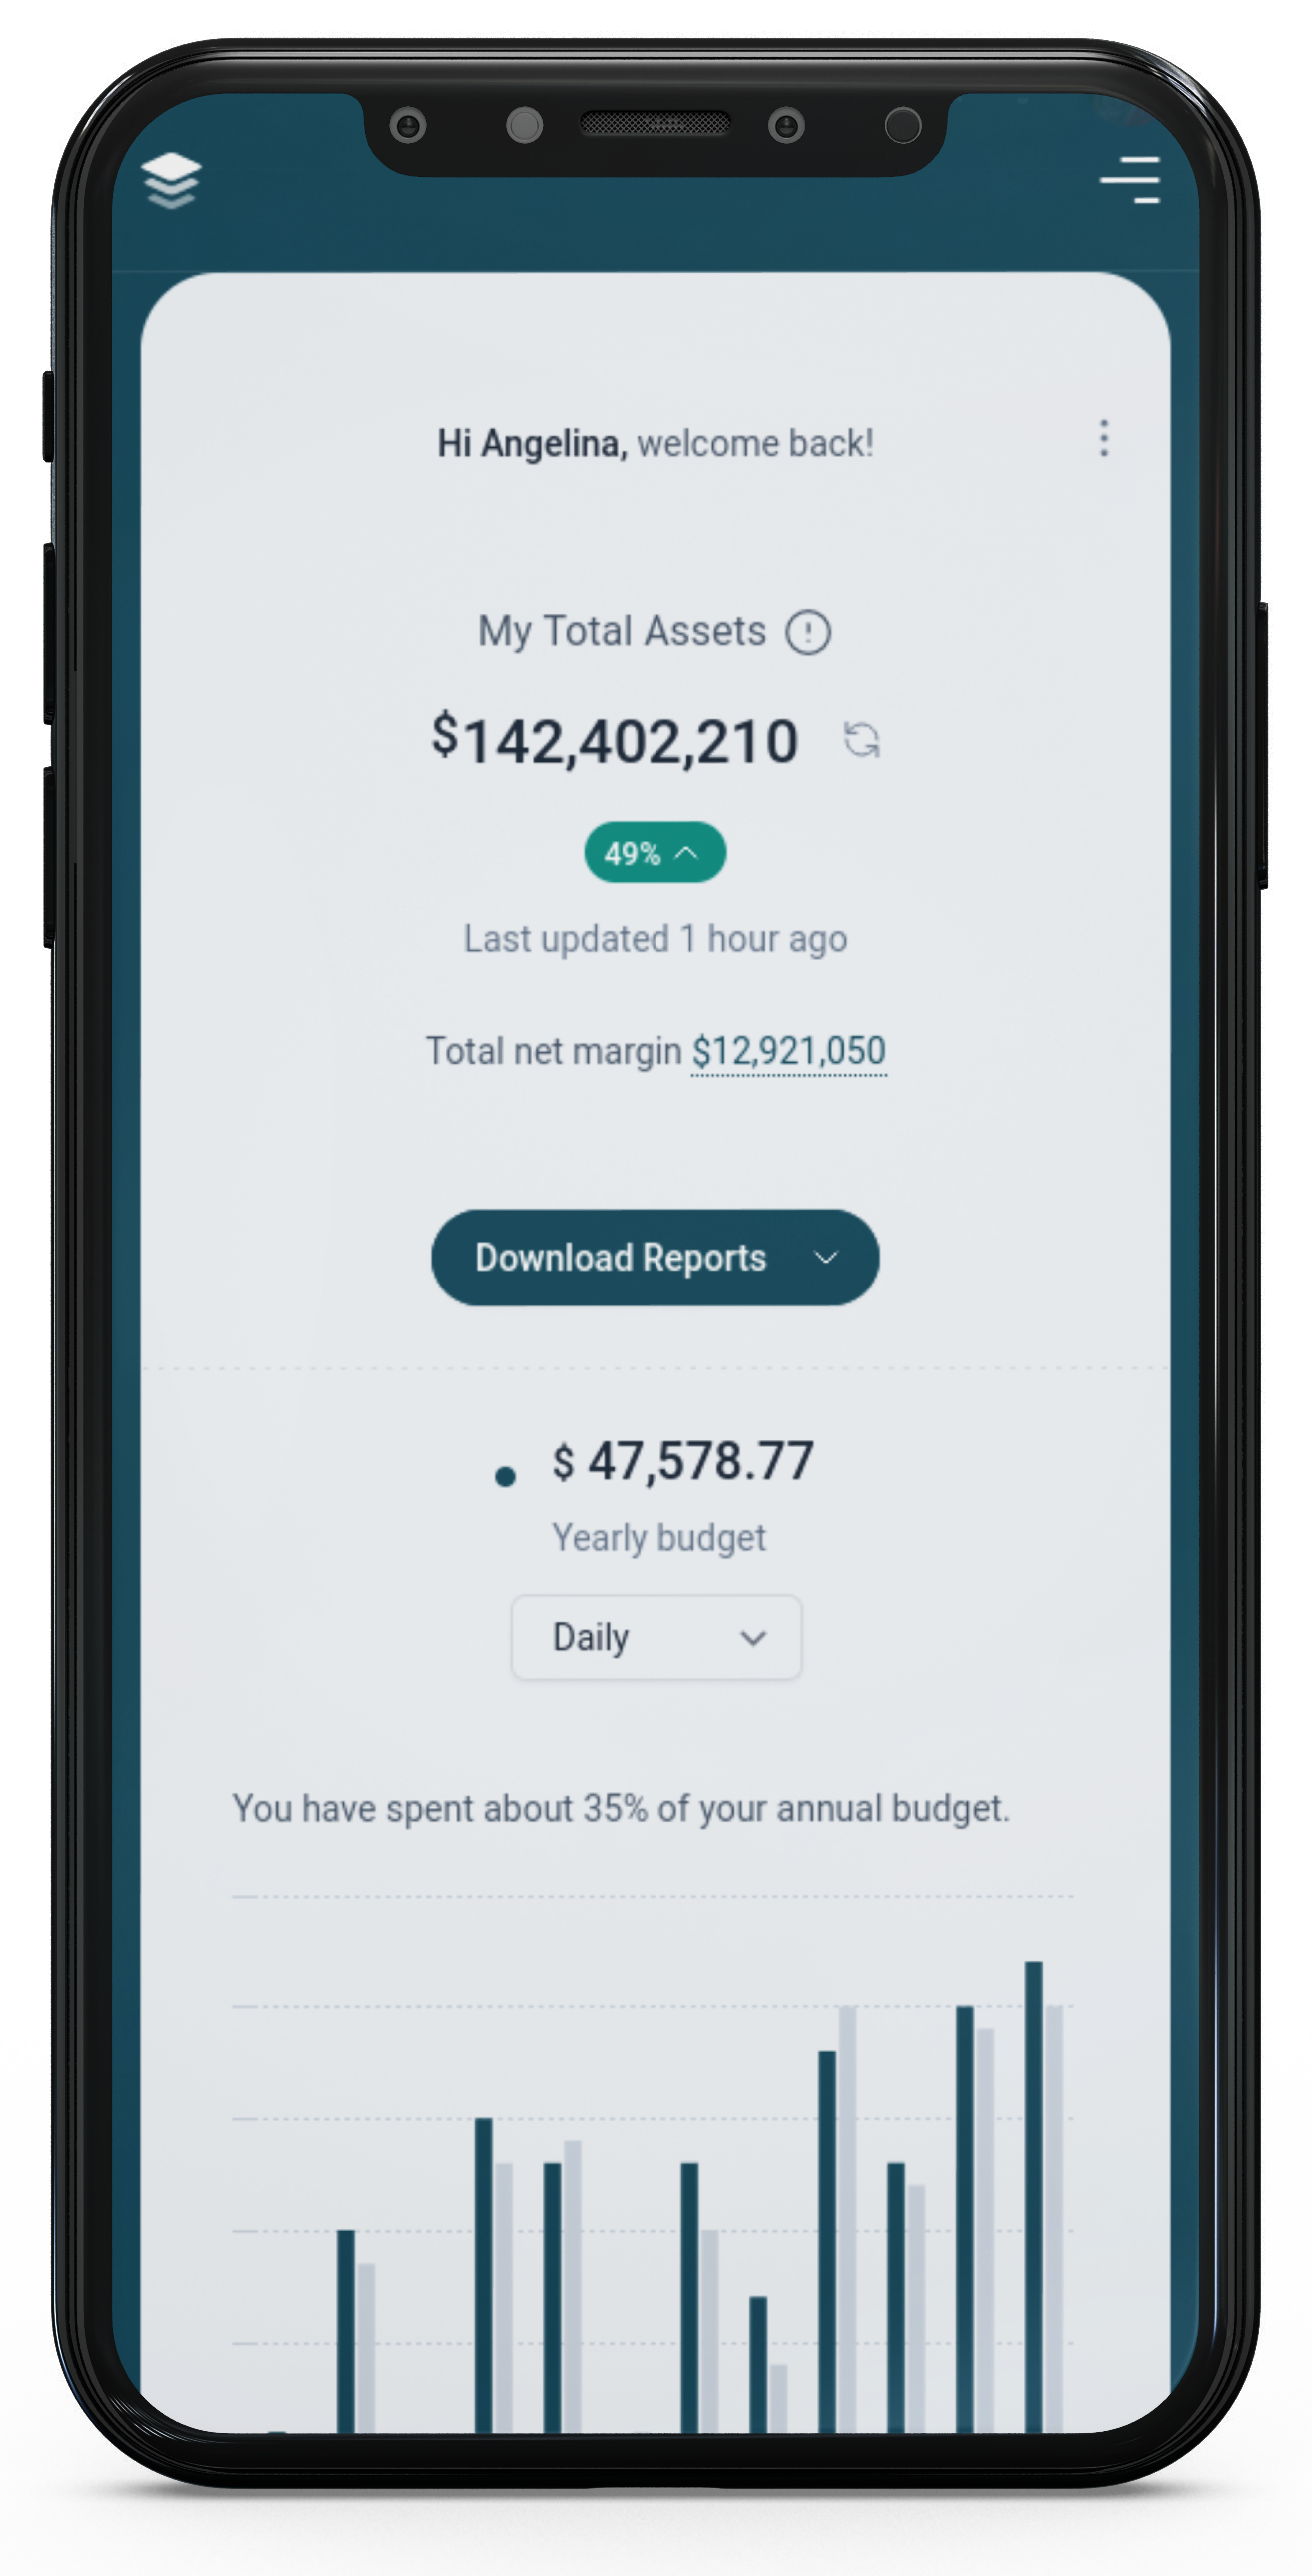 Hi Angelina, welcome back!
My Total Assets
$142,402,210
49%
Last updated 1 hour ago
Total net margin $12,921,050
Download Reports
$ 47,578.77
Yearly budget
Daily
You have spent about 35% of your annual budget.